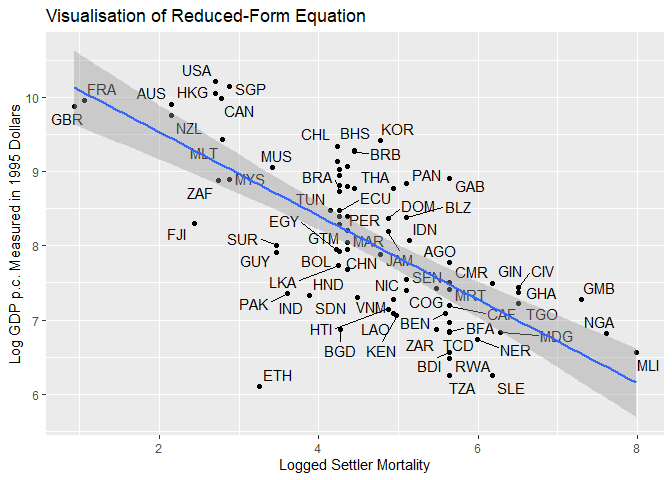 Visualisation of Reduced-Form Equation
Log GDP p.c. Measured in 1995 Dollars
10
9
8
7
6
USA
FRA
AUS
HKG
SGP
GBR
CAN
NZL
CHL
BHS
KOR
MLT
MUS
BRB
ZAF
MYS
BRA
THA
PAN
GAB
TUN
ECU
DOM
BLZ
FJI
EGY
PER
IDN
SUR
GTM
MAR
AGO
GUY
BOL
CHN
JAM
LKA
HND
NIC
SEN
CMR
GIN
CIV
PAK
IND
SDN
VNM
COG
MRT
GHA
GMB
HTI
LAO
BEN
CAF
TGO
NGA
BGD
KEN
ZAR
TCD
BFA
MDG
NER
ETH
BDI
RWA
MLI
TZA
SLE
2
4
6
8
Logged Settler Mortality